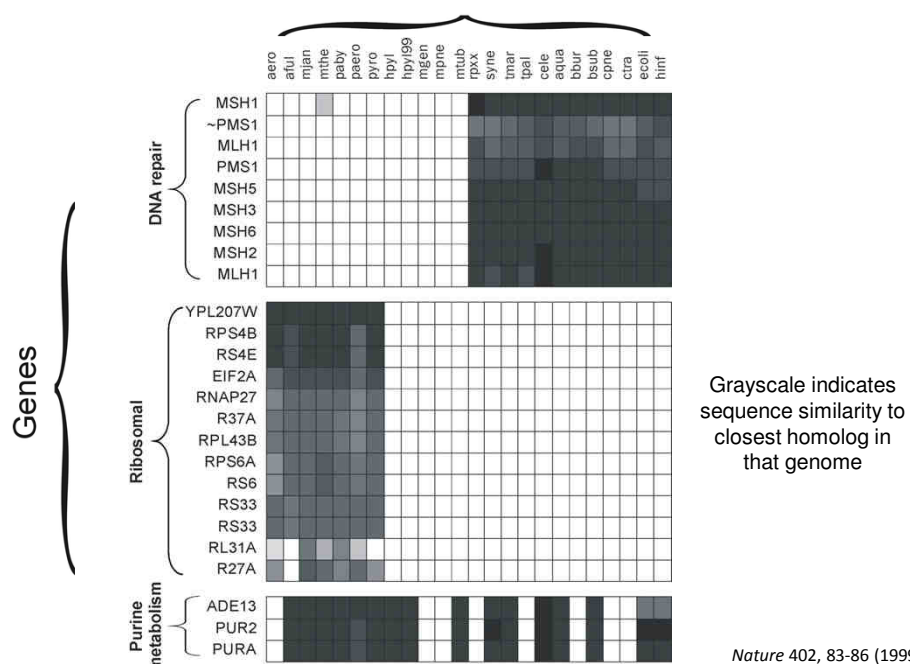 aero aful mjan mthe paby paero pyro hpyl hpyl99 mgen mpne mtub rpxx syne tmar tpal cele aqua bbur bsub cpne ctra ecoli hinf
Genes
DNA repair
MSH1
~PMS1
MLH1
PMS1
MSH5
MSH3
MSH6
MSH2
MLH1
Ribosomal
YPL207W
RPS4B
RS4E
EIF2A
RNAP27
R37A
RPL43B
RPS6A
RS6
RS33
RS33
RL31A
R27A
Purine
metabolism
ADE13
PUR2
PURA
Grayscale indicates
sequence similarity to
closest homolog in
that genome
Nature 402, 83-86 (1999